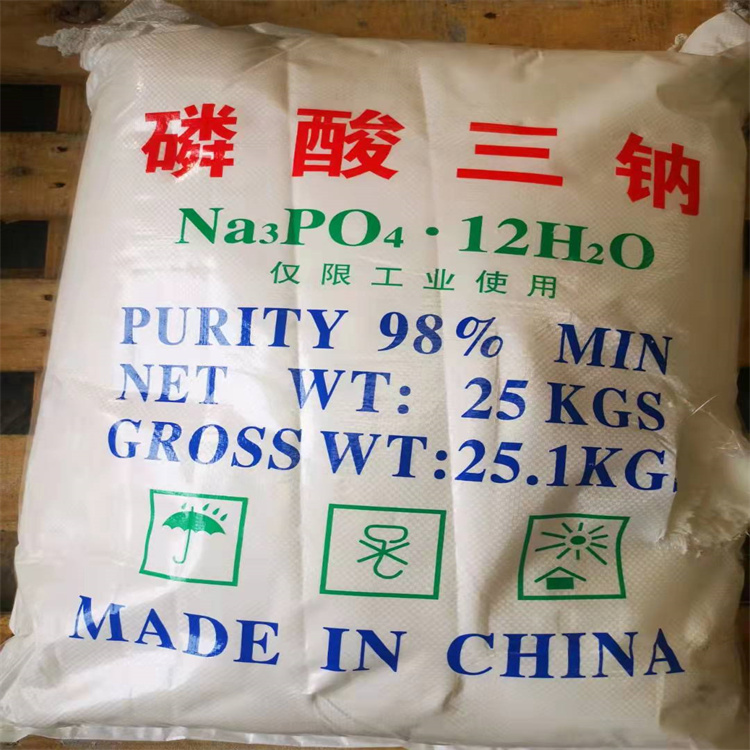 磷酸三钠
Na₃PO₄·12H₂O
仅限工业使用
PURITY 98% MIN
NET WT: 25 KGS
GROSS WT:25.1KG
MADE IN CHINA